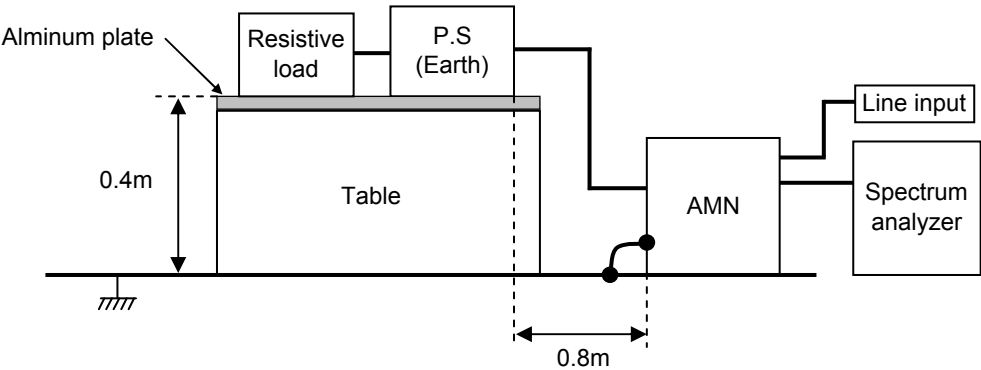 Alminum plate
Resistive
load
P.S
(Earth)
Line input
0.4m
Table
AMN
Spectrum
analyzer
0.8m